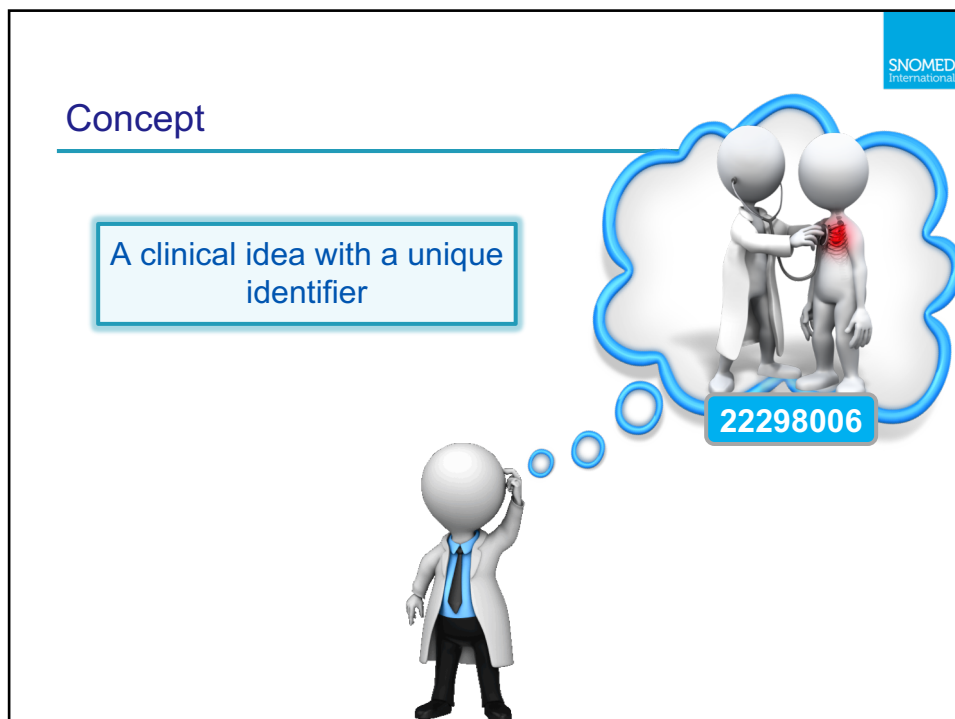 SNOMED
International
Concept
A clinical idea with a unique
identifier
22298006